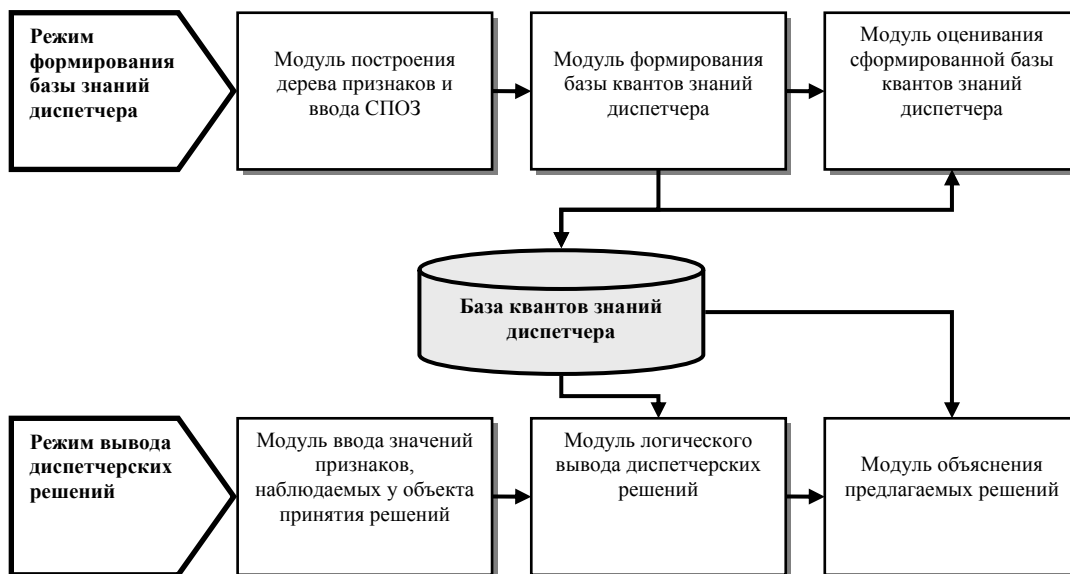 Режим
формирования
базы знаний
диспетчера
Модуль построения
дерева признаков и
ввода СПОЗ
Модуль формирования
базы квантов знаний
диспетчера
Модуль оценивания
сформированной базы
квантов знаний
диспетчера
База квантов знаний
диспетчера
Режим вывода
диспетчерских
решений
Модуль ввода значений
признаков,
наблюдаемых у объекта
принятия решений
Модуль логического
вывода диспетчерских
решений
Модуль объяснения
предлагаемых решений